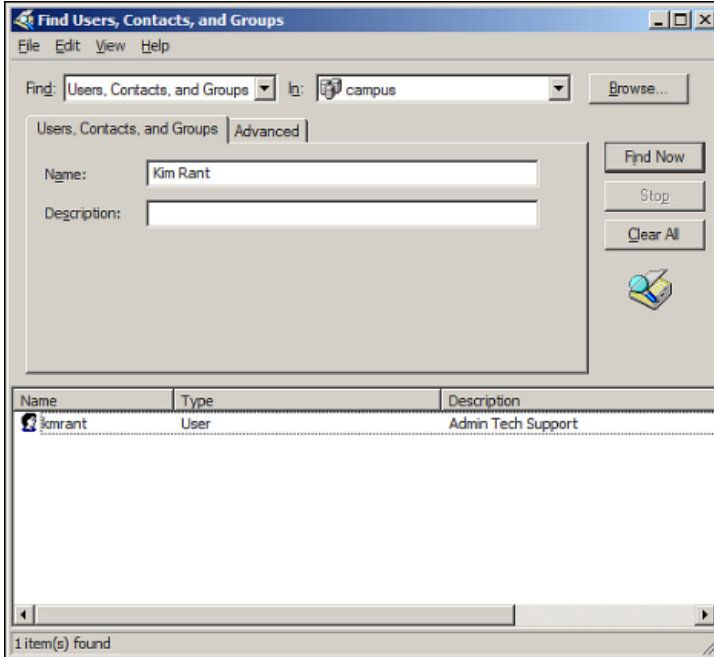 Find Users, Contacts, and Groups
File Edit View Help
Find: Users, Contacts, and Groups In: campus Browse...
Users, Contacts, and Groups Advanced
Find Now
Name: Kim Rant
Stop
Description:
Clear All
Name Type Description
kmrant User Admin Tech Support
1 item(s) found